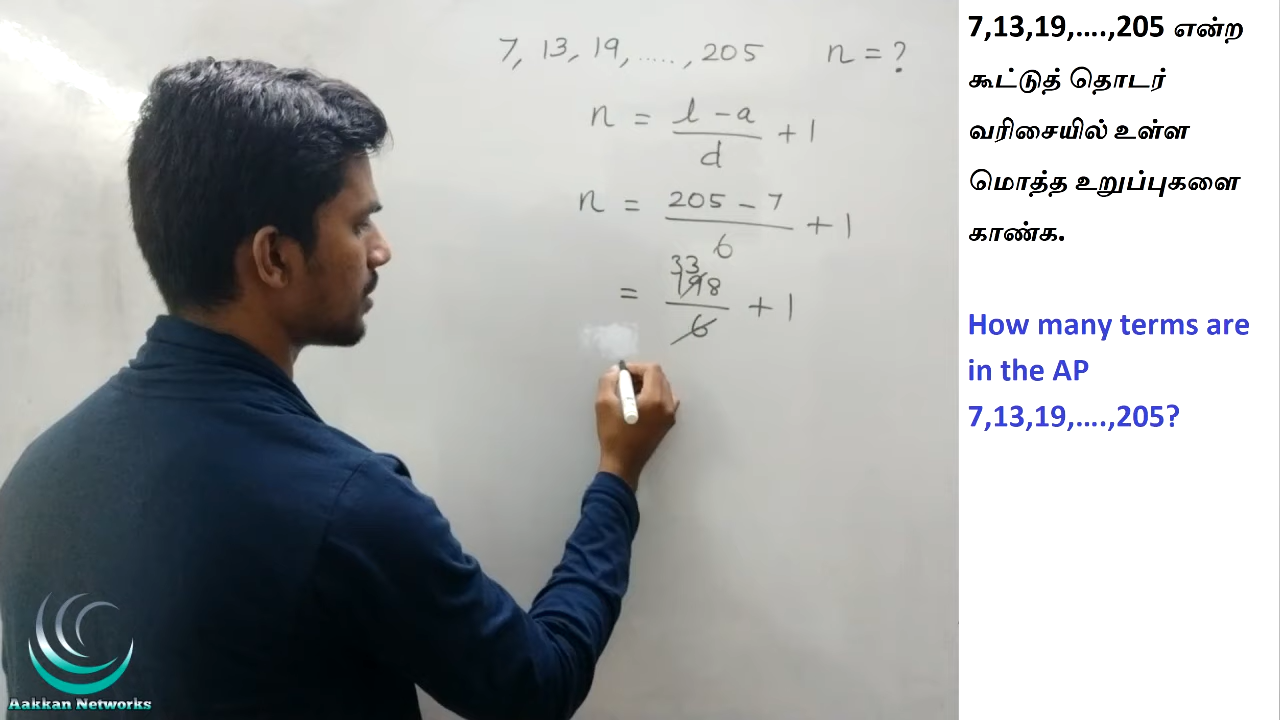 7, 13, 19, ....., 205 n = ?
n = l - a / d + 1
n = 205 - 7 / 6 + 1
33
= 198 / 6 + 1
7,13,19,....,205 என்ற
கூட்டுத் தொடர்
வரிசையில் உள்ள
மொத்த உறுப்புகளை
காண்க.
How many terms are
in the AP
7,13,19,....,205?
Aakkan Networks